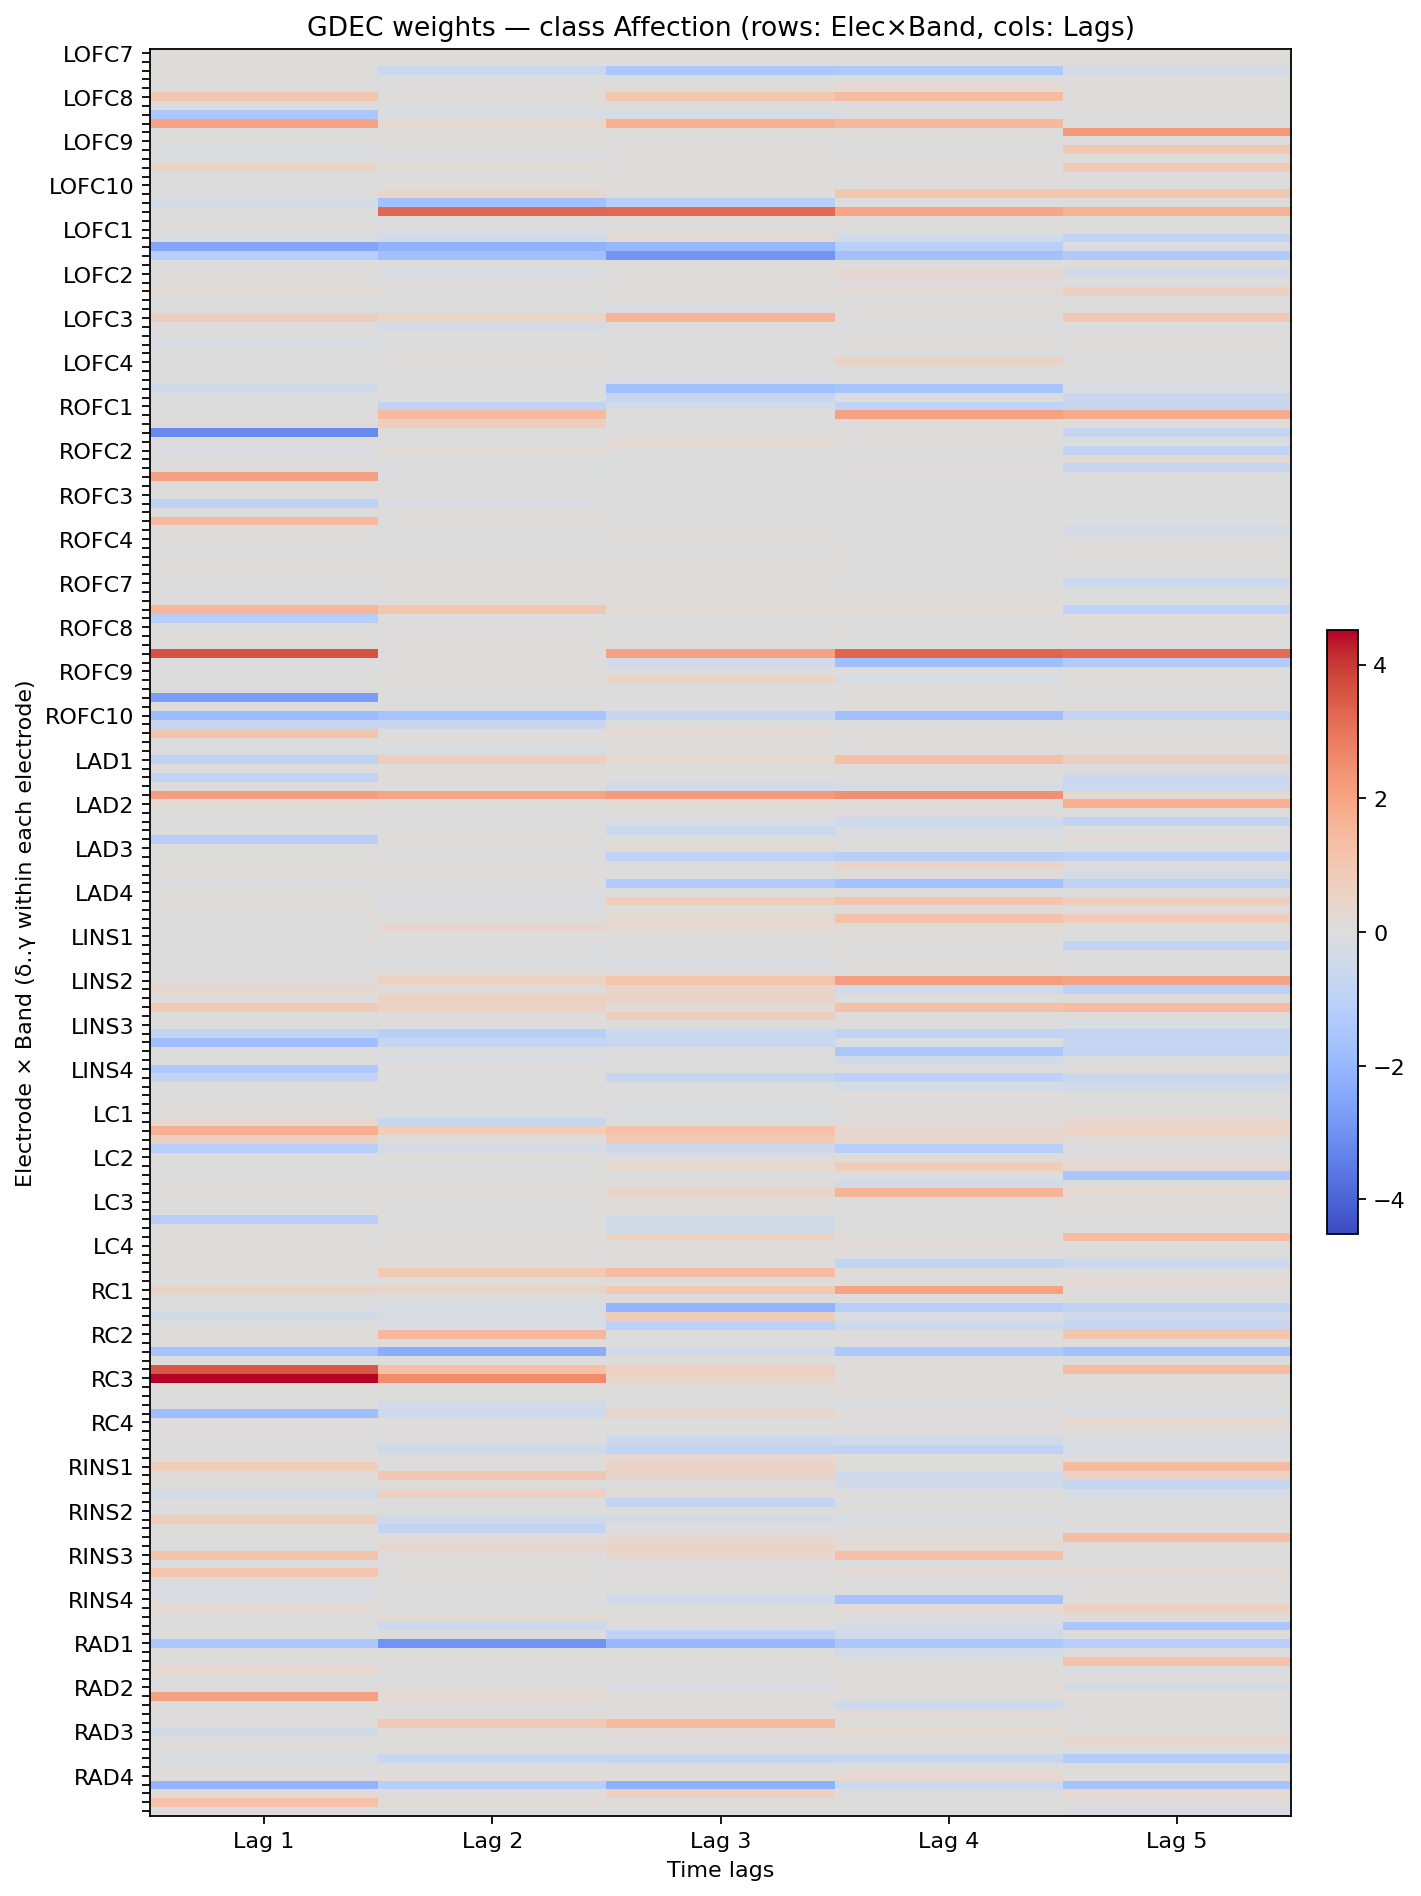 GDEC weights — class Affection (rows: Elec×Band, cols: Lags)
LOFC7
LOFC8
LOFC9
LOFC10
LOFC1
LOFC2
LOFC3
LOFC4
ROFC1
ROFC2
ROFC3
ROFC4
ROFC7
ROFC8
ROFC9
ROFC10
LAD1
LAD2
LAD3
LAD4
LINS1
LINS2
LINS3
LINS4
LC1
LC2
LC3
LC4
RC1
RC2
RC3
RC4
RINS1
RINS2
RINS3
RINS4
RAD1
RAD2
RAD3
RAD4
Electrode × Band (δ..γ within each electrode)
Lag 1 Lag 2 Lag 3 Lag 4 Lag 5
Time lags
4
2
0
−2
−4